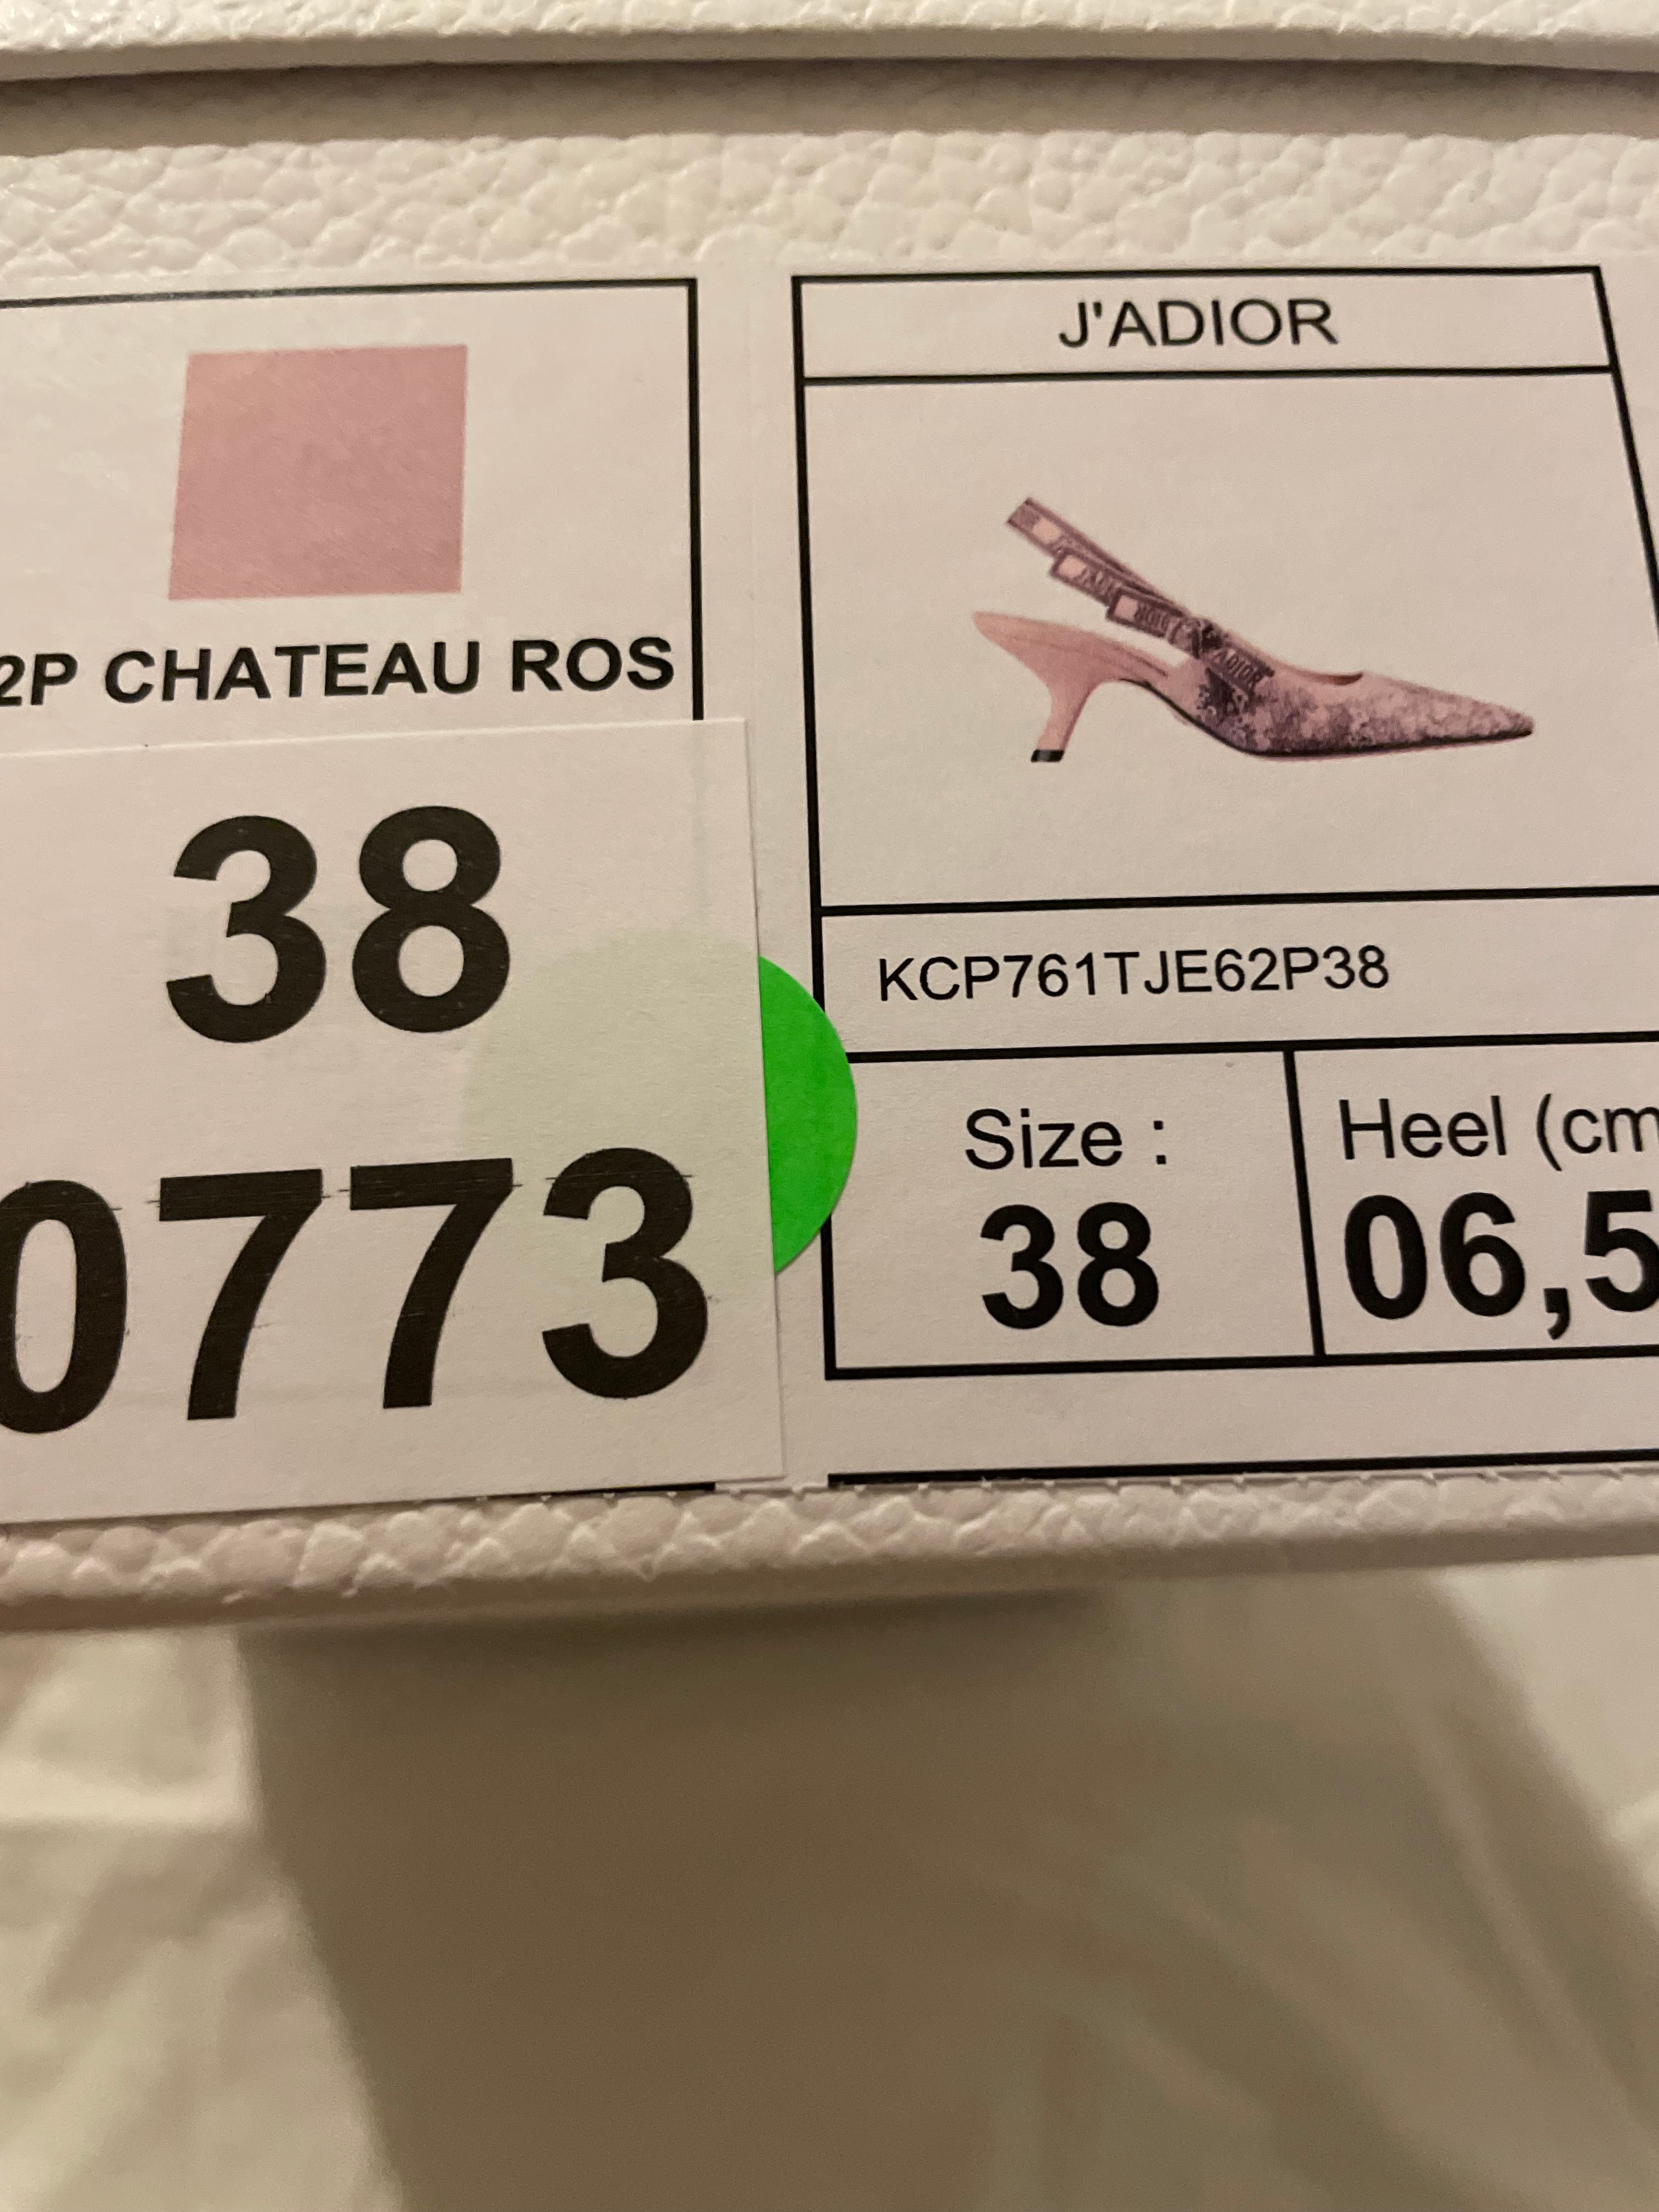 2P CHATEAU ROS
38
0773
J'ADIOR
KCP761TJE62P38
Size :
38
Heel (cm
06,5